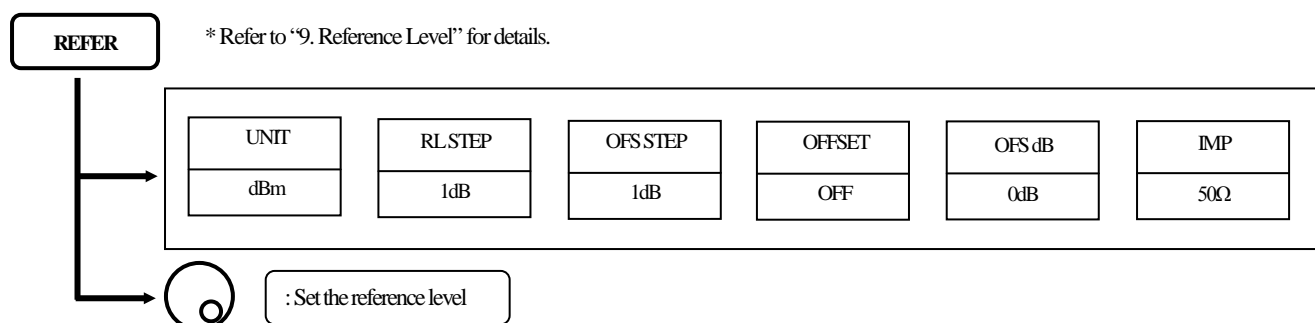 REFER
* Refer to “9. Reference Level” for details.
UNIT
RL STEP
OFS STEP
OFFSET
OFS dB
IMP
dBm
1dB
1dB
OFF
0dB
50Ω
: Set the reference level